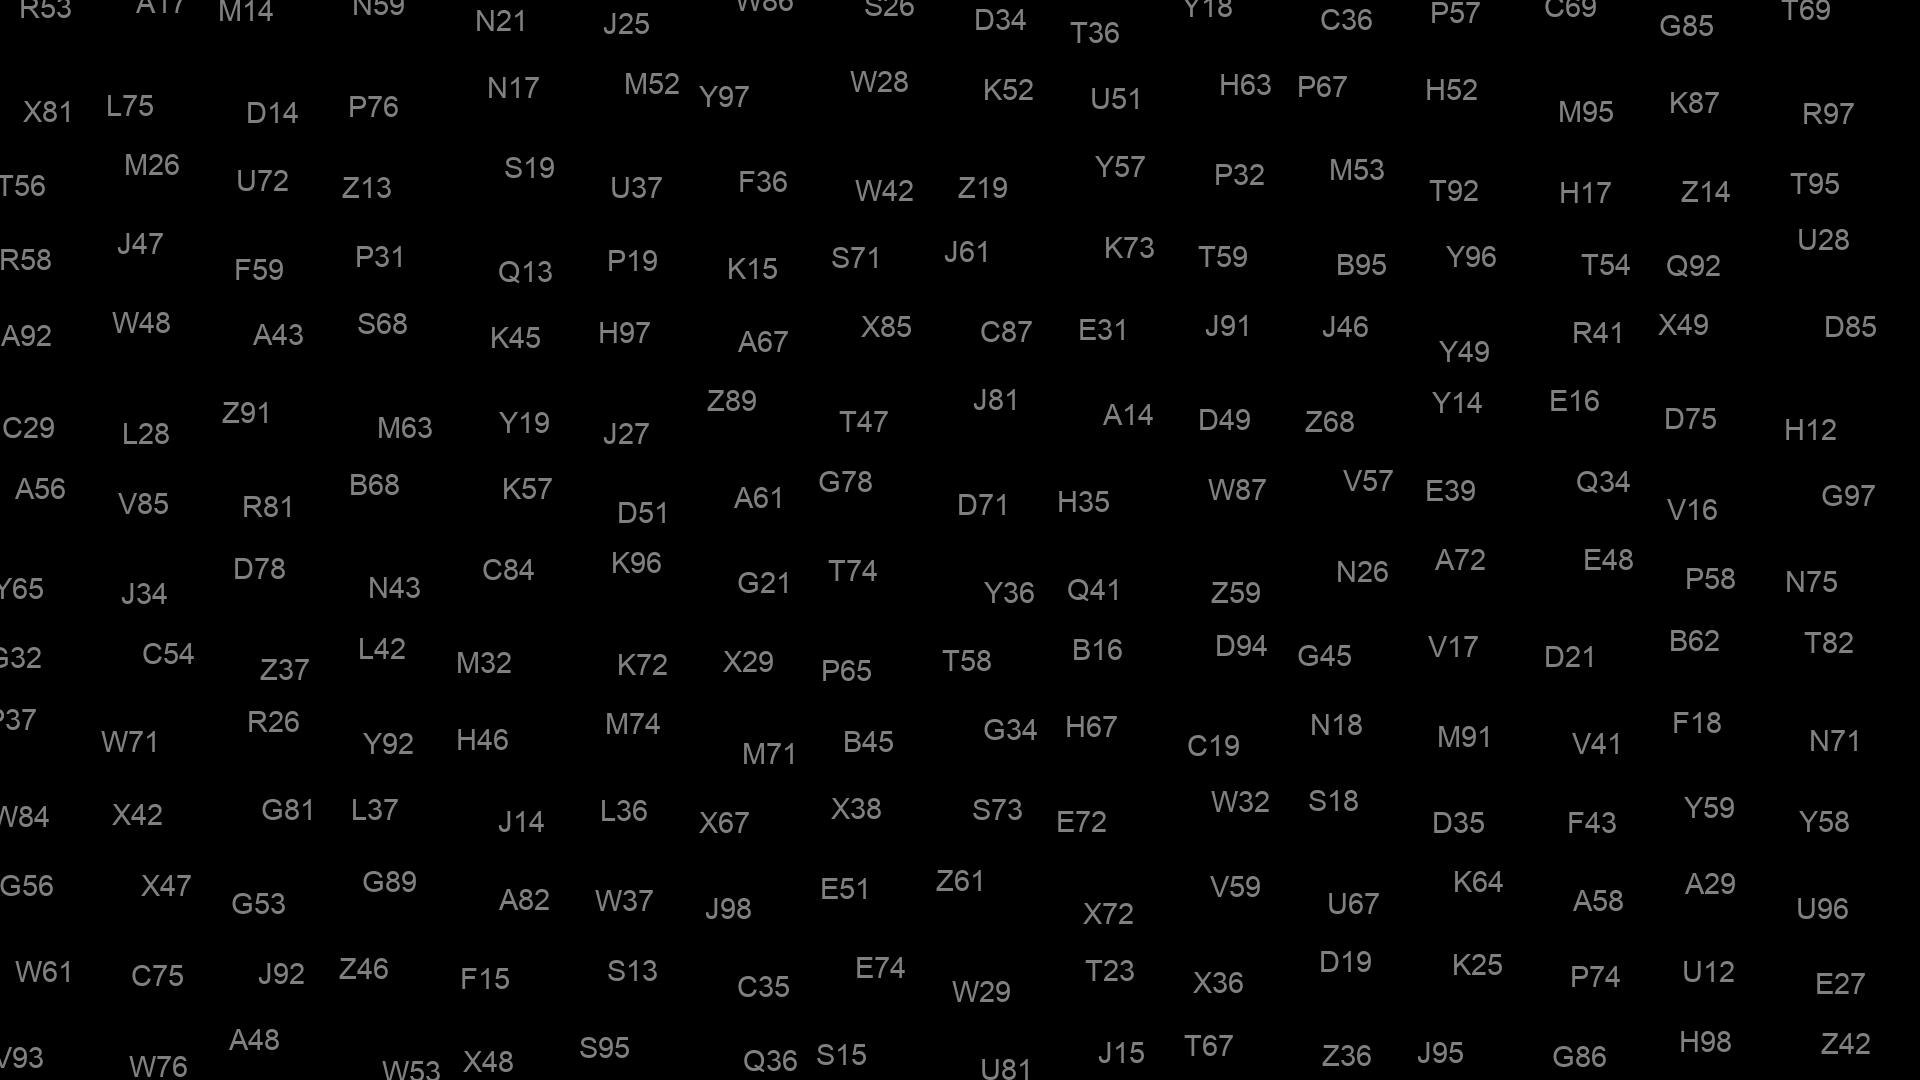 R53 A17 M14 N59 N21 J25 W86 S26 D34 T36 Y18 C36 P57 C69 G85 T69
X81 L75 D14 P76 N17 M52 Y97 W28 K52 U51 H63 P67 H52 M95 K87 R97
T56 M26 U72 Z13 S19 U37 F36 W42 Z19 Y57 P32 M53 T92 H17 Z14 T95
R58 J47 F59 P31 Q13 P19 K15 S71 J61 K73 T59 B95 Y96 T54 Q92 U28
A92 W48 A43 S68 K45 H97 A67 X85 C87 E31 J91 J46 Y49 R41 X49 D85
C29 L28 Z91 M63 Y19 J27 Z89 T47 J81 A14 D49 Z68 Y14 E16 D75 H12
A56 V85 R81 B68 K57 D51 A61 G78 D71 H35 W87 V57 E39 Q34 V16 G97
Y65 J34 D78 N43 C84 K96 G21 T74 Y36 Q41 Z59 N26 A72 E48 P58 N75
G32 C54 Z37 L42 M32 K72 X29 P65 T58 B16 D94 G45 V17 D21 B62 T82
P37 W71 R26 Y92 H46 M74 M71 B45 G34 H67 C19 N18 M91 V41 F18 N71
W84 X42 G81 L37 J14 L36 X67 X38 S73 E72 W32 S18 D35 F43 Y59 Y58
G56 X47 G53 G89 A82 W37 J98 E51 Z61 X72 V59 U67 K64 A58 A29 U96
W61 C75 J92 Z46 F15 S13 C35 E74 W29 T23 X36 D19 K25 P74 U12 E27
V93 W76 A48 W53 X48 S95 Q36 S15 U81 J15 T67 Z36 J95 G86 H98 Z42